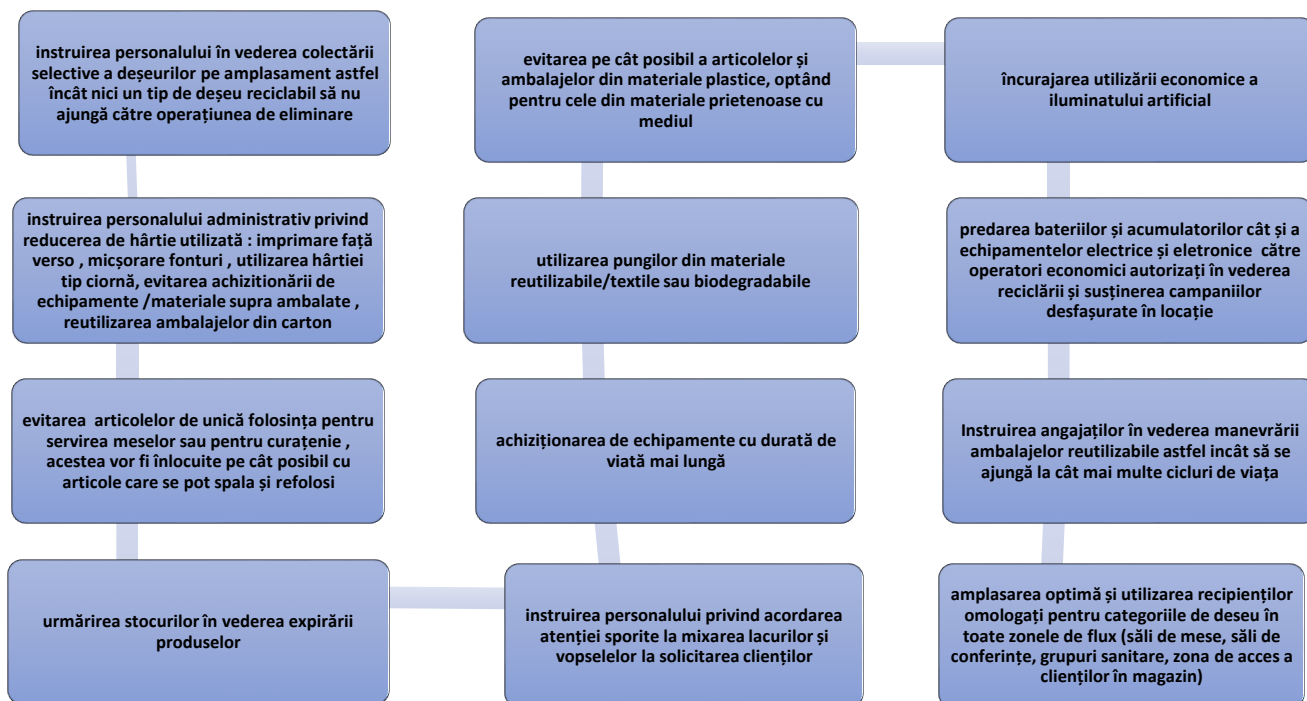 instruirea personalului în vederea colectării
selective a deșeurilor pe amplasament astfel
încât nici un tip de deșeu reciclabil să nu
ajungă către operațiunea de eliminare
instruirea personalului administrativ privind
reducerea de hârtie utilizată : imprimare față
verso , micșorare fonturi , utilizarea hârtiei
tip ciornă, evitarea achizitionării de
echipamente /materiale supra ambalate ,
reutilizarea ambalajelor din carton
evitarea articolelor de unică folosința pentru
servirea meselor sau pentru curațenie ,
acestea vor fi înlocuite pe cât posibil cu
articole care se pot spala și refolosi
urmărirea stocurilor în vederea expirării
produselor
instruirea personalului privind acordarea
atenției sporite la mixarea lacurilor și
vopselelor la solicitarea clienților
achiziționarea de echipamente cu durată de
viată mai lungă
utilizarea pungilor din materiale
reutilizabile/textile sau biodegradabile
evitarea pe cât posibil a articolelor și
ambalajelor din materiale plastice, optând
pentru cele din materiale prietenoase cu
mediul
încurajarea utilizării economice a
iluminatului artificial
predarea bateriilor și acumulatorilor cât și a
echipamentelor electrice și eletronice către
operatori economici autorizați în vederea
reciclării și susținerea campaniilor
desfașurate în locație
Instruirea angajaților în vederea manevrării
ambalajelor reutilizabile astfel incât să se
ajungă la cât mai multe cicluri de viața
amplasarea optimă și utilizarea recipienților
omologați pentru categoriile de deseu în
toate zonele de flux (săli de mese, săli de
conferințe, grupuri sanitare, zona de acces a
clienților în magazin)